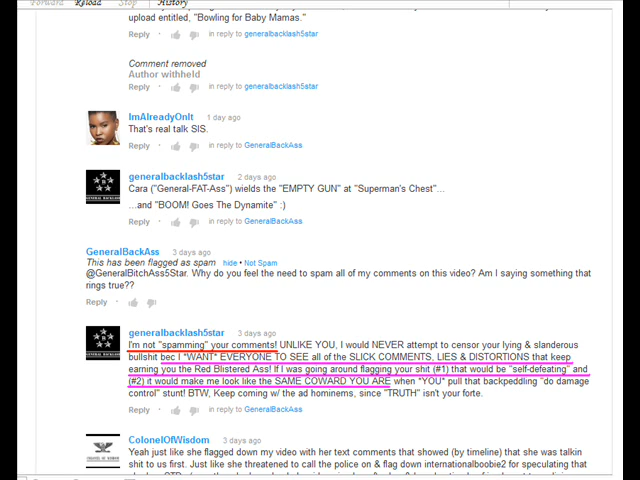 Forward Reload Stop History
upload entitled, "Bowling for Baby Mamas."
Reply · in reply to generalbacklash5star
Comment removed
Author withheld
Reply · in reply to generalbacklash5star
ImAlreadyOnIt 1 day ago
That's real talk SIS.
Reply · in reply to GeneralBackAss
generalbacklash5star 2 days ago
Cara ("General-FAT-Ass") wields the "EMPTY GUN" at "Superman's Chest"...
...and "BOOM! Goes The Dynamite" :)
Reply · in reply to GeneralBackAss
GeneralBackAss 3 days ago
This has been flagged as spam hide • Not Spam
@GeneralBitchAss5Star. Why do you feel the need to spam all of my comments on this video? Am I saying something that
rings true??
Reply ·
generalbacklash5star 3 days ago
I'm not "spamming" your comments! UNLIKE YOU, I would NEVER attempt to censor your lying & slanderous
bullshit bec I *WANT* EVERYONE TO SEE all of the SLICK COMMENTS, LIES & DISTORTIONS that keep
earning you the Red Blistered Ass! If I was going around flagging your shit (#1) that would be "self-defeating" and
(#2) it would make me look like the SAME COWARD YOU ARE when *YOU* pull that backpeddling "do damage
control" stunt! BTW, Keep coming w/ the ad hominems, since "TRUTH" isn't your forte.
Reply · in reply to GeneralBackAss
ColonelOfWisdom 3 days ago
Yeah just like she flagged down my video with her text comments that showed (by timeline) that she was talkin
shit to us first. Just like she threatened to call the police on & flag down internationalboobie2 for speculating that